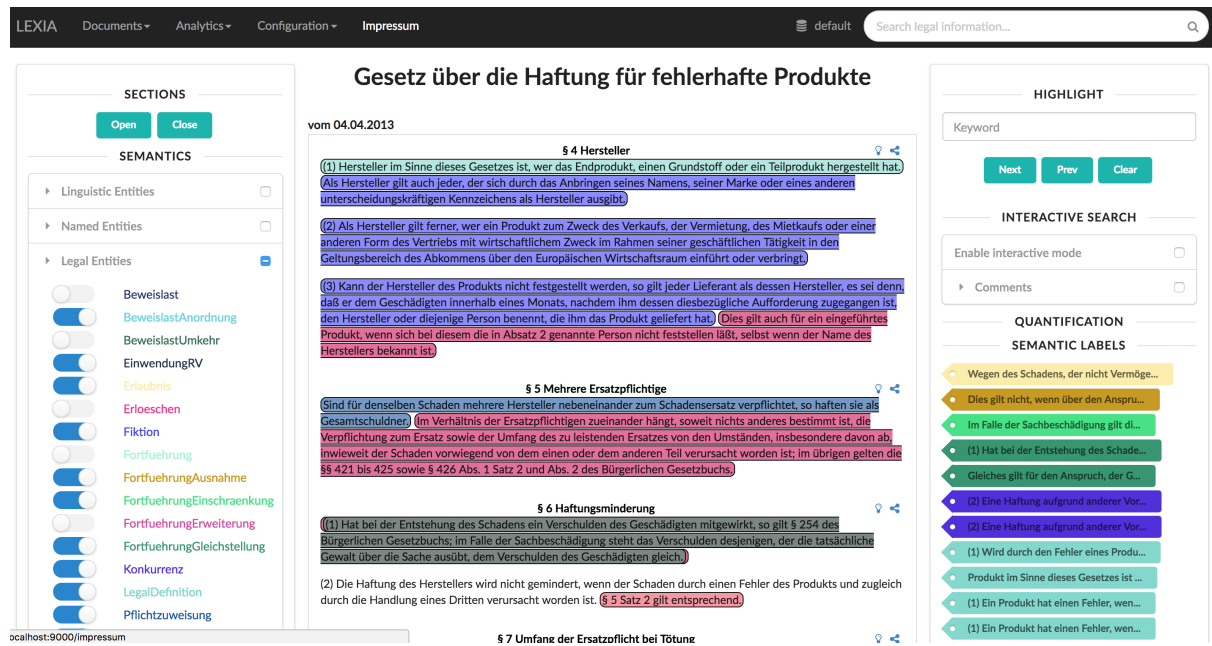 LEXIA Documents Analytics Configuration Impressum default Search legal information...
SECTIONS
Open Close
SEMANTICS
Linguistic Entities
Named Entities
Legal Entities
Beweislast
BeweislastAnordnung
BeweislastUmkehr
EinwendungRV
Erlaubnis
Erloeschen
Fiktion
Fortfuehrung
FortfuehrungAusnahme
FortfuehrungEinschraenkung
FortfuehrungErweiterung
FortfuehrungGleichstellung
Konkurrenz
LegalDefinition
Pflichtzuweisung
ocalhost:9000/impressum
Gesetz über die Haftung für fehlerhafte Produkte
vom 04.04.2013
§ 4 Hersteller
(1) Hersteller im Sinne dieses Gesetzes ist, wer das Endprodukt, einen Grundstoff oder ein Teilprodukt hergestellt hat.
Als Hersteller gilt auch jeder, der sich durch das Anbringen seines Namens, seiner Marke oder eines anderen
unterscheidungskräftigen Kennzeichens als Hersteller ausgibt.
(2) Als Hersteller gilt ferner, wer ein Produkt zum Zweck des Verkaufs, der Vermietung, des Mietkaufs oder einer
anderen Form des Vertriebs mit wirtschaftlichem Zweck im Rahmen seiner geschäftlichen Tätigkeit in den
Geltungsbereich des Abkommens über den Europäischen Wirtschaftsraum einführt oder verbringt.
(3) Kann der Hersteller des Produkts nicht festgestellt werden, so gilt jeder Lieferant als dessen Hersteller, es sei denn,
daß er dem Geschädigten innerhalb eines Monats, nachdem ihm dessen diesbezügliche Aufforderung zugegangen ist,
den Hersteller oder diejenige Person benennt, die ihm das Produkt geliefert hat. Dies gilt auch für ein eingeführtes
Produkt, wenn sich bei diesem die in Absatz 2 genannte Person nicht feststellen läßt, selbst wenn der Name des
Herstellers bekannt ist.
§ 5 Mehrere Ersatzpflichtige
Sind für denselben Schaden mehrere Hersteller nebeneinander zum Schadensersatz verpflichtet, so haften sie als
Gesamtschuldner. Im Verhältnis der Ersatzpflichtigen zueinander hängt, soweit nichts anderes bestimmt ist, die
Verpflichtung zum Ersatz sowie der Umfang des zu leistenden Ersatzes von den Umständen, insbesondere davon ab,
inwieweit der Schaden vorwiegend von dem einen oder dem anderen Teil verursacht worden ist; im übrigen gelten die
§§ 421 bis 425 sowie § 426 Abs. 1 Satz 2 und Abs. 2 des Bürgerlichen Gesetzbuchs.
§ 6 Haftungsminderung
(1) Hat bei der Entstehung des Schadens ein Verschulden des Geschädigten mitgewirkt, so gilt § 254 des
Bürgerlichen Gesetzbuchs; im Falle der Sachbeschädigung steht das Verschulden desjenigen, der die tatsächliche
Gewalt über die Sache ausübt, dem Verschulden des Geschädigten gleich.
(2) Die Haftung des Herstellers wird nicht gemindert, wenn der Schaden durch einen Fehler des Produkts und zugleich
durch die Handlung eines Dritten verursacht worden ist. § 5 Satz 2 gilt entsprechend.
§ 7 Umfang der Ersatzpflicht bei Tötung
HIGHLIGHT
Keyword
Next Prev Clear
INTERACTIVE SEARCH
Enable interactive mode
Comments
QUANTIFICATION
SEMANTIC LABELS
Wegen des Schadens, der nicht Vermöge...
Dies gilt nicht, wenn über den Anspru...
Im Falle der Sachbeschädigung gilt di...
(1) Hat bei der Entstehung des Schade...
Gleiches gilt für den Anspruch, der G...
(2) Eine Haftung aufgrund anderer Vor...
(2) Eine Haftung aufgrund anderer Vor...
(1) Wird durch den Fehler eines Produ...
Produkt im Sinne dieses Gesetzes ist ...
(1) Ein Produkt hat einen Fehler, wen...
(1) Ein Produkt hat einen Fehler, wen...